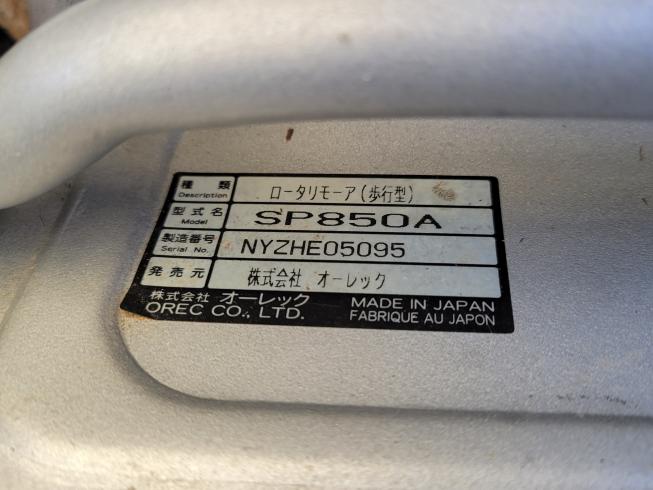 種類 ロータリモーア(歩行型)
Description
型式名 SP850A
Model
製造番号 NYZHE05095
Serial No.
発売元 株式会社 オーレック
株式会社 オーレック MADE IN JAPAN
OREC CO., LTD. FABRIQUE AU JAPON